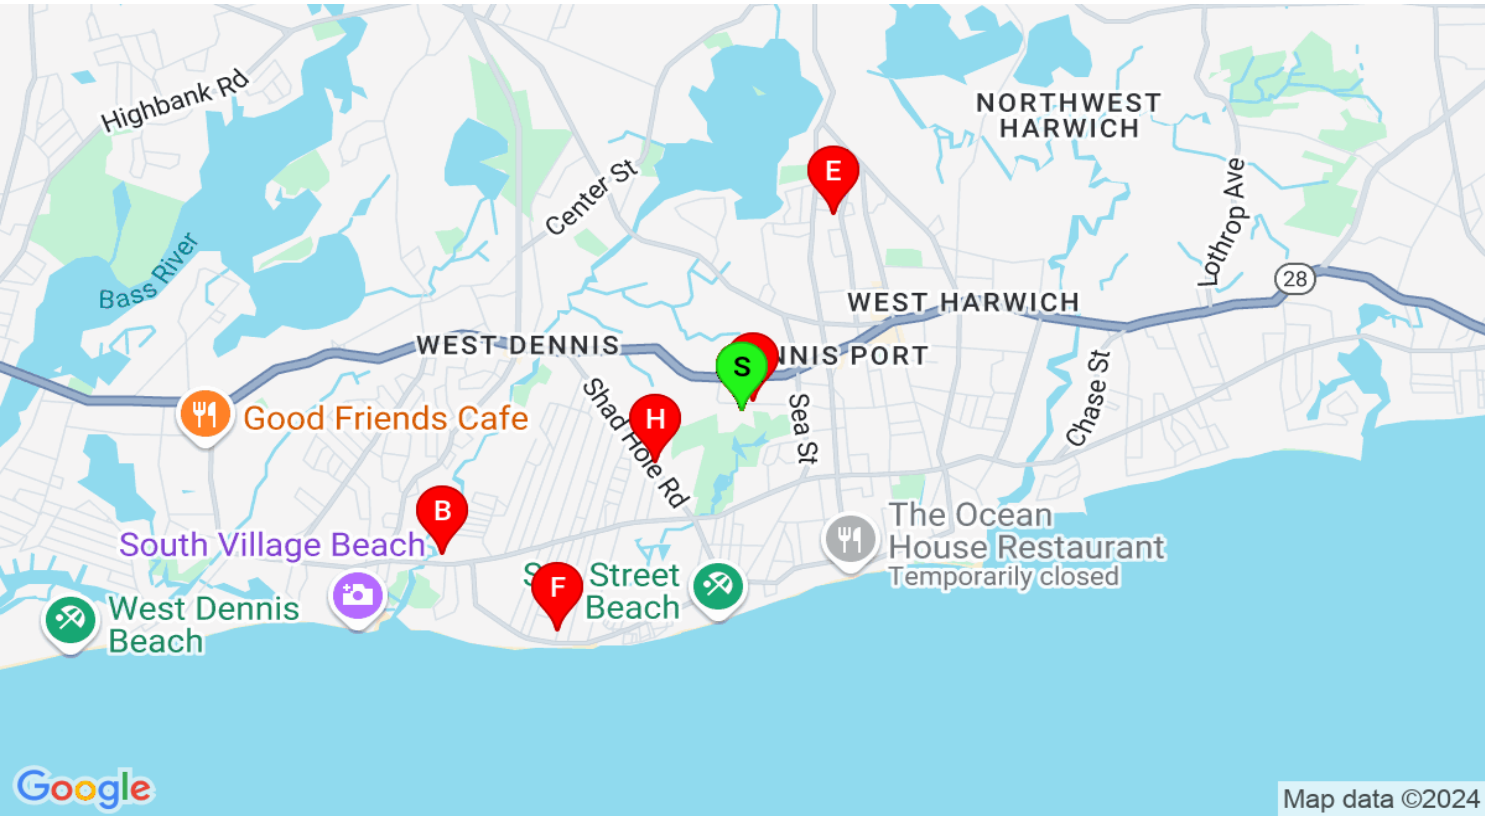 Highbank Rd
NORTHWEST
HARWICH
E
Center St
Lothrop Ave
Bass River
28
WEST HARWICH
WEST DENNIS
NNIS PORT
S
Chase St
Shad Hole Rd
Sea St
H
Good Friends Cafe
B
South Village Beach
The Ocean
House Restaurant
Temporarily closed
F
Street
Beach
West Dennis
Beach
Google
Map data ©2024